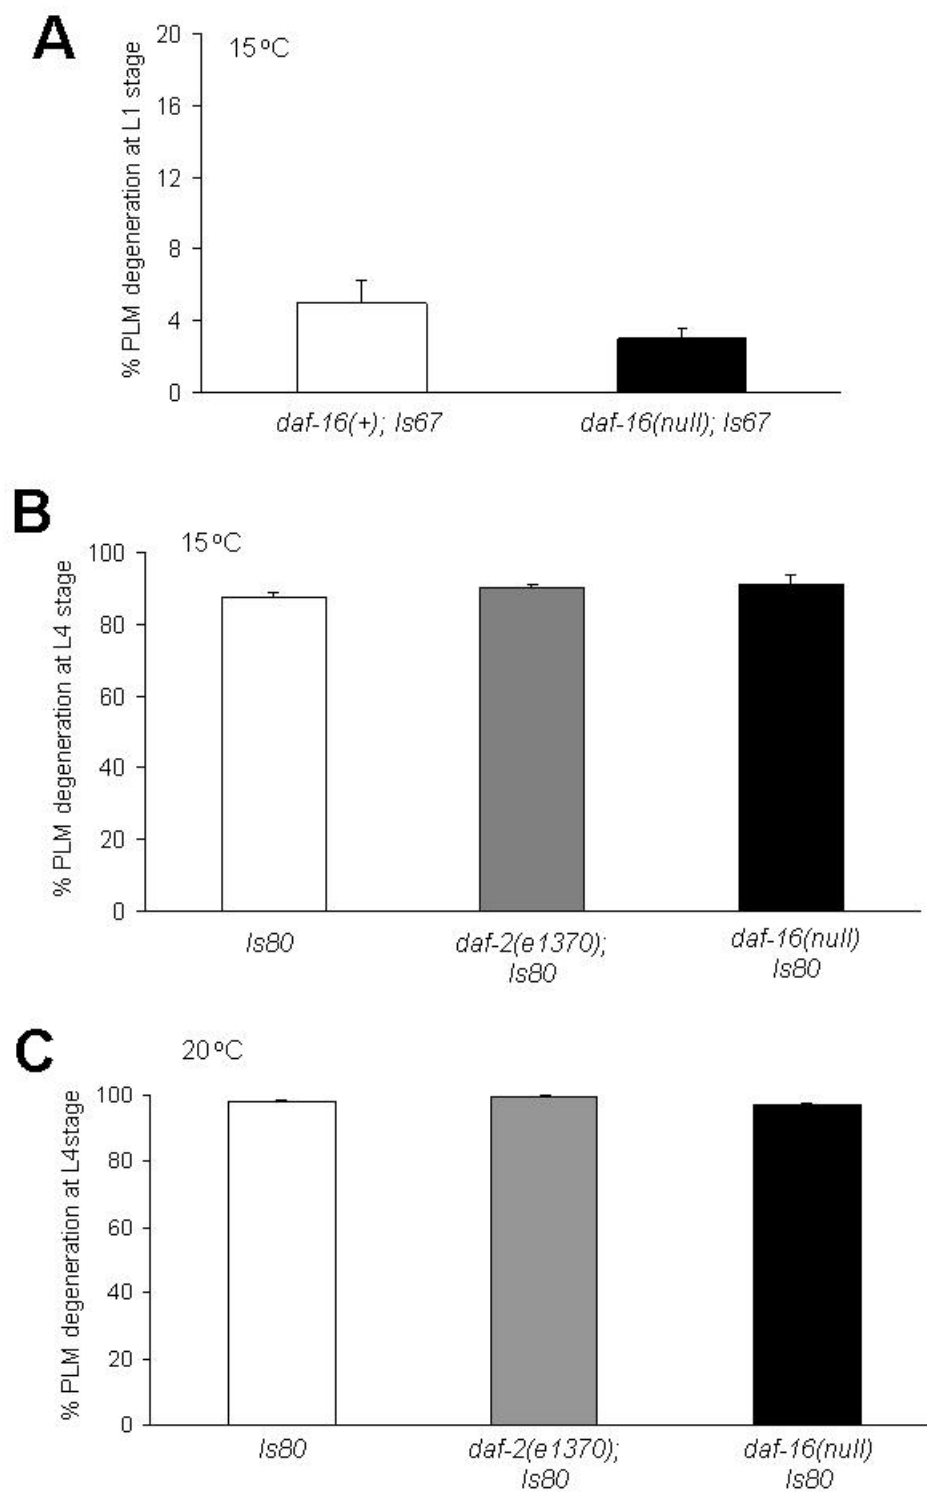 A
15°C
% PLM degeneration at L1 stage
20
16
12
8
4
0
daf-16(+); Is67
daf-16(null); Is67
B
15°C
% PLM degeneration at L4 stage
100
80
60
40
20
0
Is80
daf-2(e1370);
Is80
daf-16(null)
Is80
C
20°C
% PLM degeneration at L4stage
100
80
60
40
20
0
Is80
daf-2(e1370);
Is80
daf-16(null)
Is80